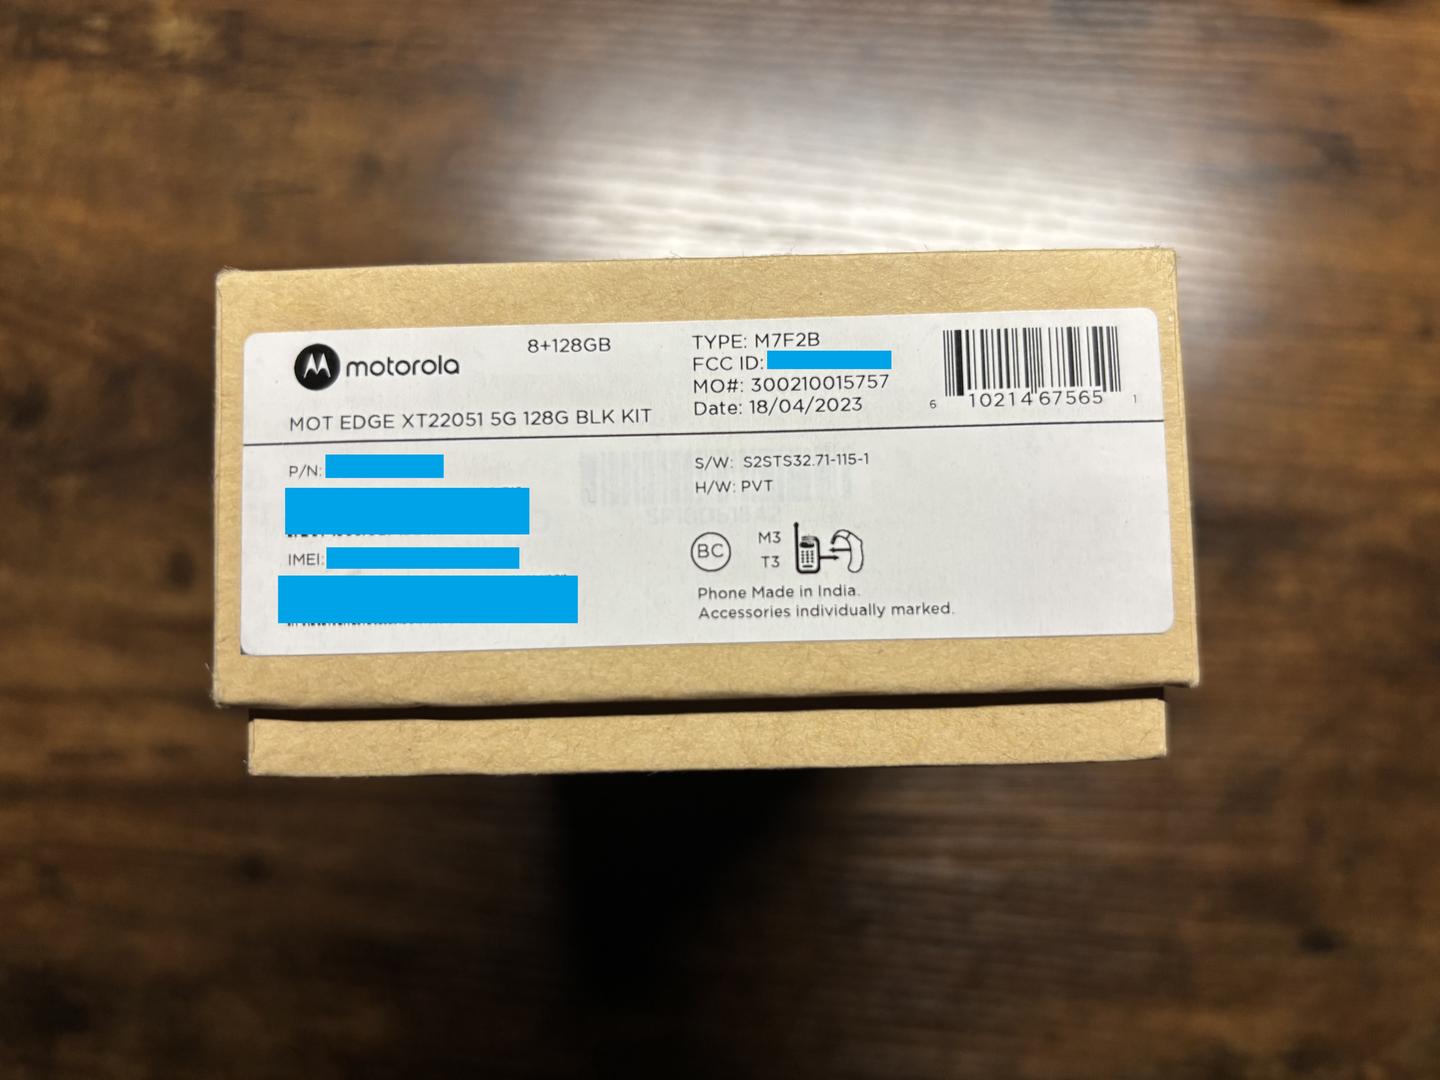 motorola
8+128GB
MOT EDGE XT22051 5G 128G BLK KIT
TYPE: M7F2B
FCC ID:
MO#: 300210015757
Date: 18/04/2023
6 10214 67565 1
P/N:
IMEI:
S/W: S2STS32.71-115-1
H/W: PVT
BC
M3
T3
Phone Made in India.
Accessories individually marked.